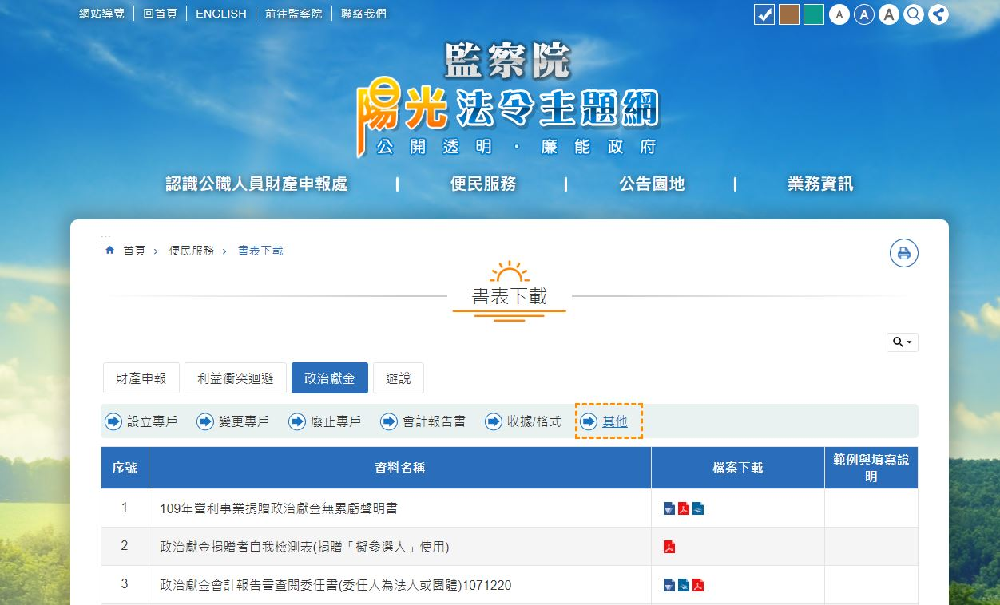 網站導覽 回首頁 ENGLISH 前往監察院 聯絡我們
A A A
監察院
陽光法令主題網
公開透明・廉能政府
認識公職人員財產申報處 便民服務 公告園地 業務資訊
:::
首頁 › 便民服務 › 書表下載
書表下載
財產申報 利益衝突迴避 政治獻金 遊說
設立專戶 變更專戶 廢止專戶 會計報告書 收據/格式 其他
序號 資料名稱 檔案下載 範例與填寫說明
1 109年營利事業捐贈政治獻金無累虧聲明書
2 政治獻金捐贈者自我檢測表(捐贈「擬參選人」使用)
3 政治獻金會計報告書查閱委任書(委任人為法人或團體)1071220